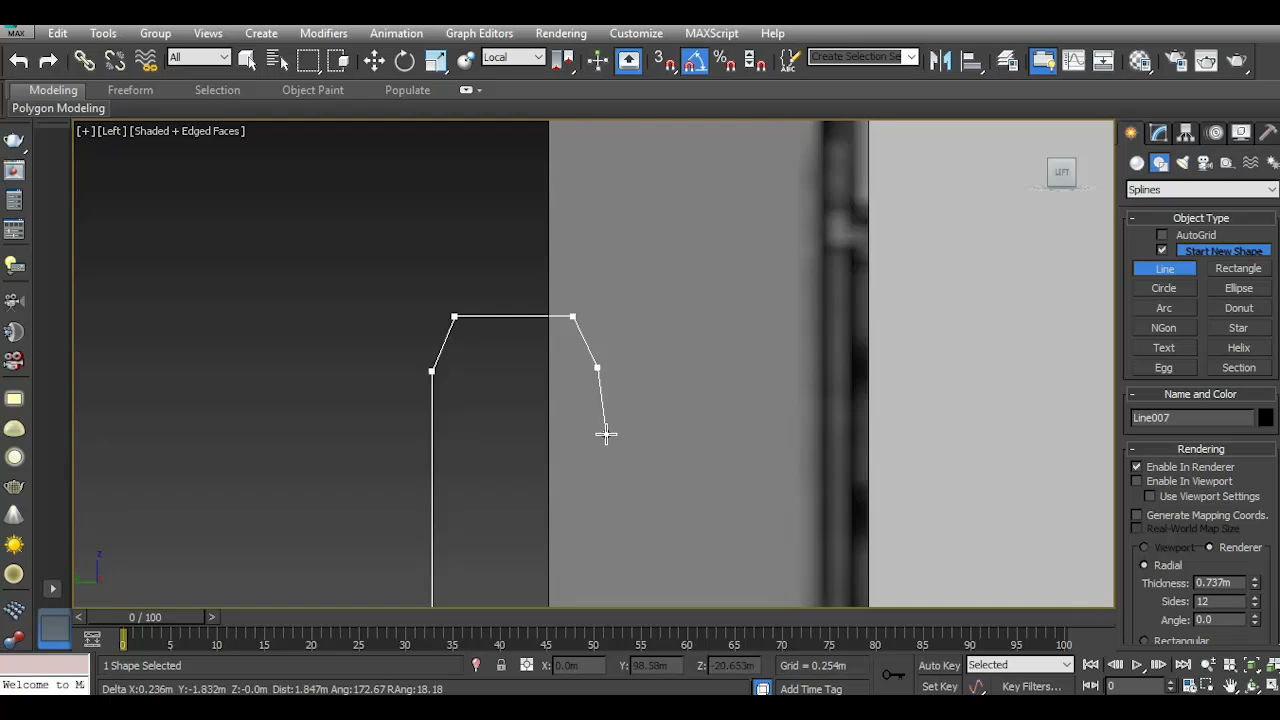 MAX Edit Tools Group Views Create Modifiers Animation Graph Editors Rendering Customize MAXScript Help
All Local 3 ABC Create Selection Se
Modeling Freeform Selection Object Paint Populate
Polygon Modeling
[+][Left][Shaded + Edged Faces]
LEFT
Splines
Object Type
AutoGrid
Start New Shape
Line Rectangle
Circle Ellipse
Arc Donut
NGon Star
Text Helix
Egg Section
Name and Color
Line007
Rendering
Enable In Renderer
Enable In Viewport
Use Viewport Settings
Generate Mapping Coords.
Real-World Map Size
Viewport Renderer
Radial
Thickness: 0.737m
Sides: 12
Angle: 0.0
Rectangular
z
0 / 100
0 5 10 15 20 25 30 35 40 45 50 55 60 65 70 75 80 85 90 95 100
1 Shape Selected X: 0.0m Y: 98.58m Z: -20.653m Grid = 0.254m Auto Key Selected
Welcome to M Delta X:0.236m Y:-1.832m Z:-0.0m Dist:1.847m Ang:172.67 RAng:18.18 Add Time Tag Set Key Key Filters... 0